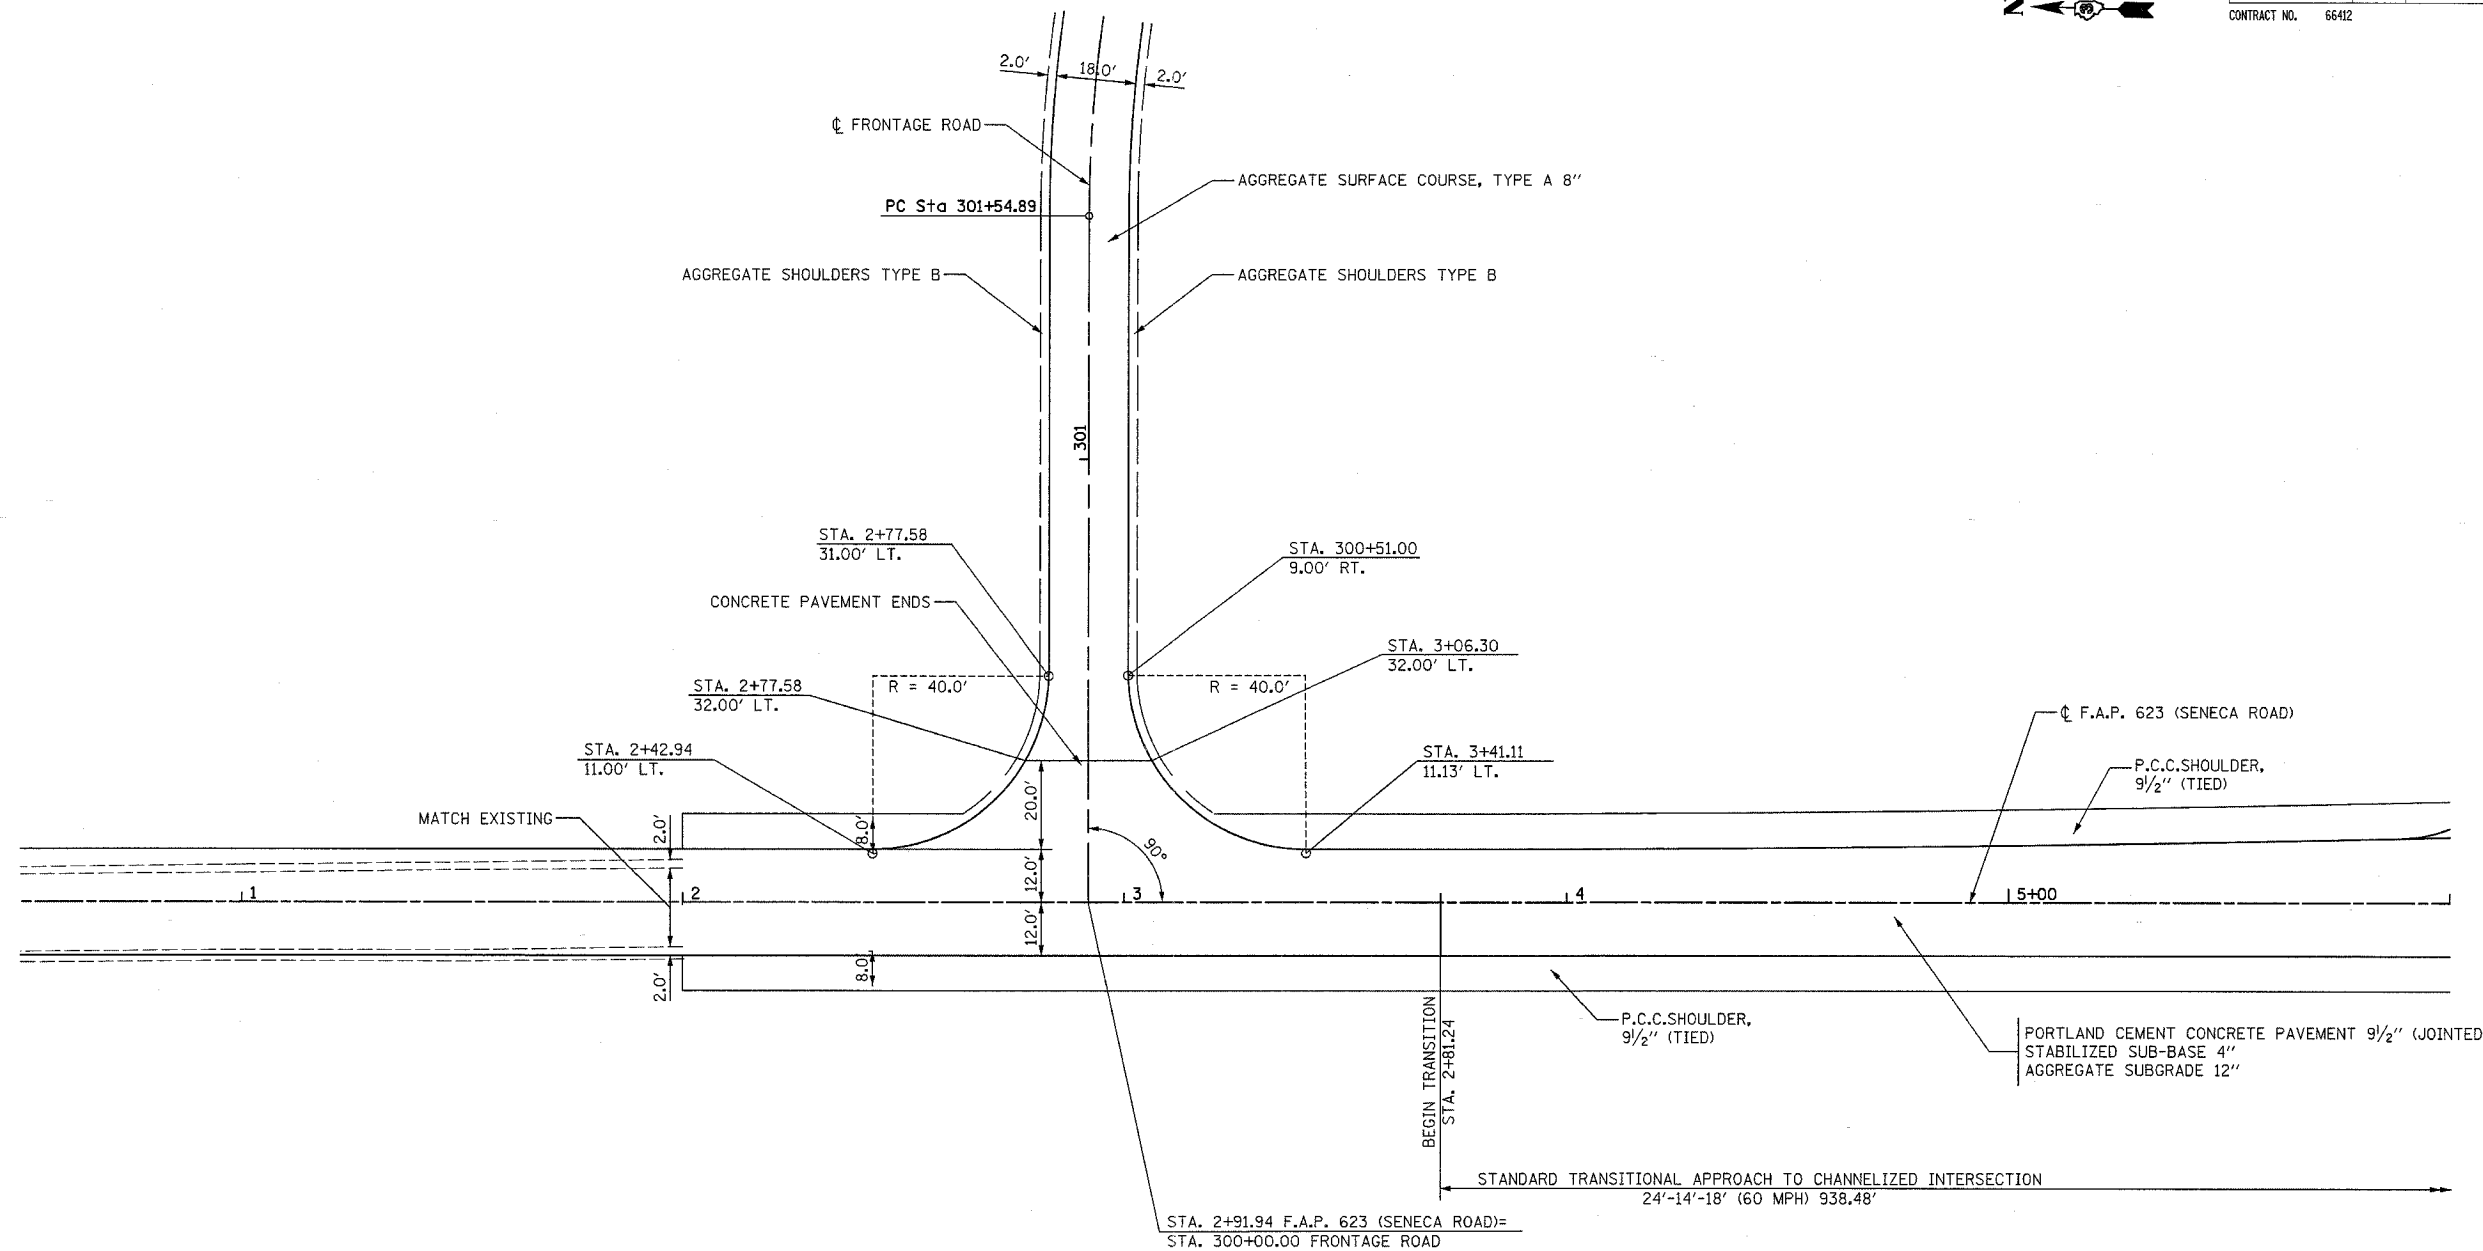 N
3
CONTRACT NO. 66412
2.0'
18.0'
2.0'
℄ FRONTAGE ROAD
AGGREGATE SURFACE COURSE, TYPE A 8"
PC Sta 301+54.89
AGGREGATE SHOULDERS TYPE B
AGGREGATE SHOULDERS TYPE B
301
STA. 2+77.58
31.00' LT.
STA. 300+51.00
9.00' RT.
CONCRETE PAVEMENT ENDS
STA. 3+06.30
32.00' LT.
R = 40.0'
R = 40.0'
STA. 2+77.58
32.00' LT.
℄ F.A.P. 623 (SENECA ROAD)
STA. 2+42.94
11.00' LT.
STA. 3+41.11
11.13' LT.
P.C.C.SHOULDER,
9½" (TIED)
20.0'
MATCH EXISTING
2.0'
8.0'
90°
12.0'
1
2
3
4
5+00
12.0'
2.0'
8.0'
BEGIN TRANSITION
STA. 2+81.24
P.C.C.SHOULDER,
9½" (TIED)
PORTLAND CEMENT CONCRETE PAVEMENT 9½" (JOINTED
STABILIZED SUB-BASE 4"
AGGREGATE SUBGRADE 12"
STANDARD TRANSITIONAL APPROACH TO CHANNELIZED INTERSECTION
24'-14'-18' (60 MPH) 938.48'
STA. 2+91.94 F.A.P. 623 (SENECA ROAD)=
STA. 300+00.00 FRONTAGE ROAD